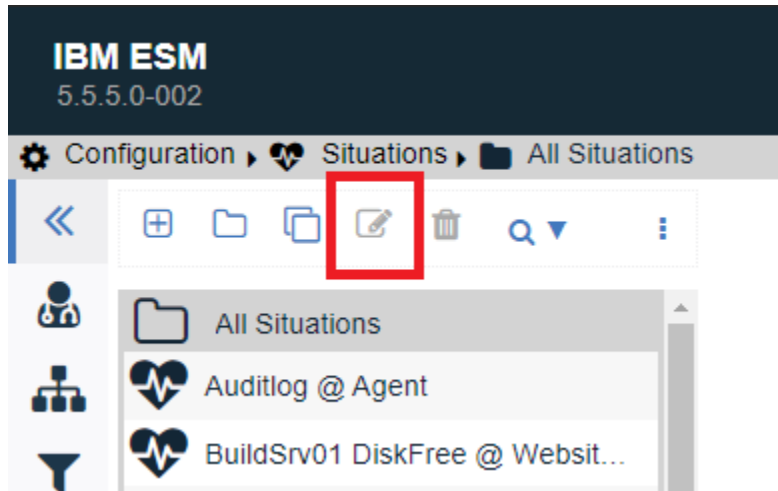 IBM ESM
5.5.5.0-002
Configuration Situations All Situations
All Situations
Auditlog @ Agent
BuildSrv01 DiskFree @ Websit...